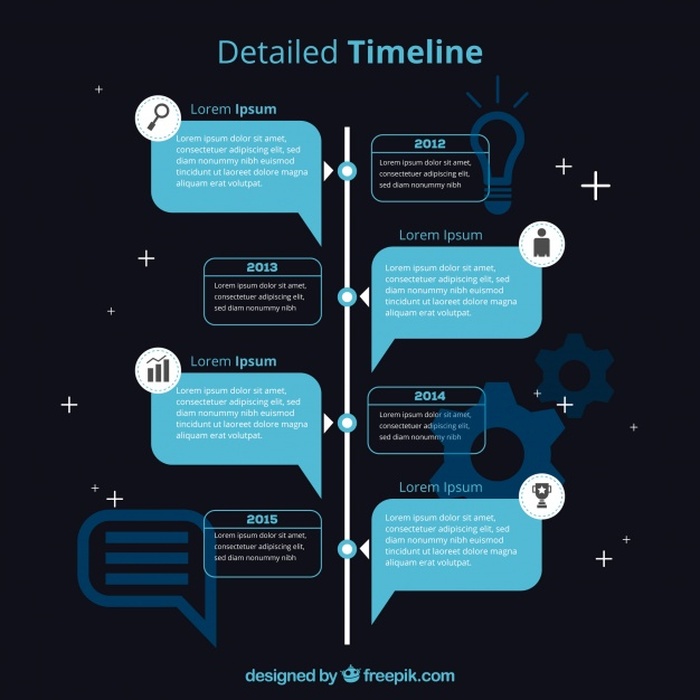 Detailed Timeline
Lorem Ipsum
Lorem ipsum dolor sit amet,
consectetuer adipiscing elit, sed
diam nonummy nibh euismod
tincidunt ut laoreet dolore magna
aliquam erat volutpat.
2012
Lorem ipsum dolor sit amet,
consectetuer adipiscing elit,
sed diam nonummy nibh
Lorem Ipsum
Lorem ipsum dolor sit amet,
consectetuer adipiscing elit, sed
diam nonummy nibh euismod
tincidunt ut laoreet dolore magna
aliquam erat volutpat.
2013
Lorem ipsum dolor sit amet,
consectetuer adipiscing elit,
sed diam nonummy nibh
Lorem Ipsum
Lorem ipsum dolor sit amet,
consectetuer adipiscing elit, sed
diam nonummy nibh euismod
tincidunt ut laoreet dolore magna
aliquam erat volutpat.
2014
Lorem ipsum dolor sit amet,
consectetuer adipiscing elit,
sed diam nonummy nibh
Lorem Ipsum
Lorem ipsum dolor sit amet,
consectetuer adipiscing elit, sed
diam nonummy nibh euismod
tincidunt ut laoreet dolore magna
aliquam erat volutpat.
2015
Lorem ipsum dolor sit amet,
consectetuer adipiscing elit,
sed diam nonummy nibh
designed by freepik.com